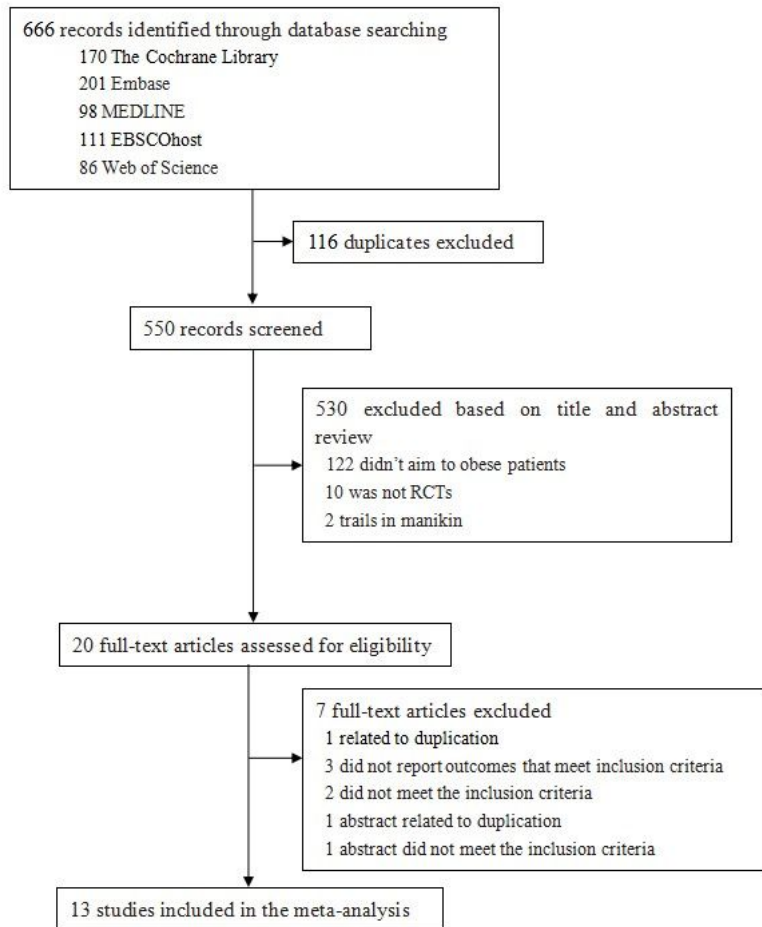 666 records identified through database searching
170 The Cochrane Library
201 Embase
98 MEDLINE
111 EBSCOhost
86 Web of Science
116 duplicates excluded
550 records screened
530 excluded based on title and abstract
review
122 didn't aim to obese patients
10 was not RCTs
2 trails in manikin
20 full-text articles assessed for eligibility
7 full-text articles excluded
1 related to duplication
3 did not report outcomes that meet inclusion criteria
2 did not meet the inclusion criteria
1 abstract related to duplication
1 abstract did not meet the inclusion criteria
13 studies included in the meta-analysis